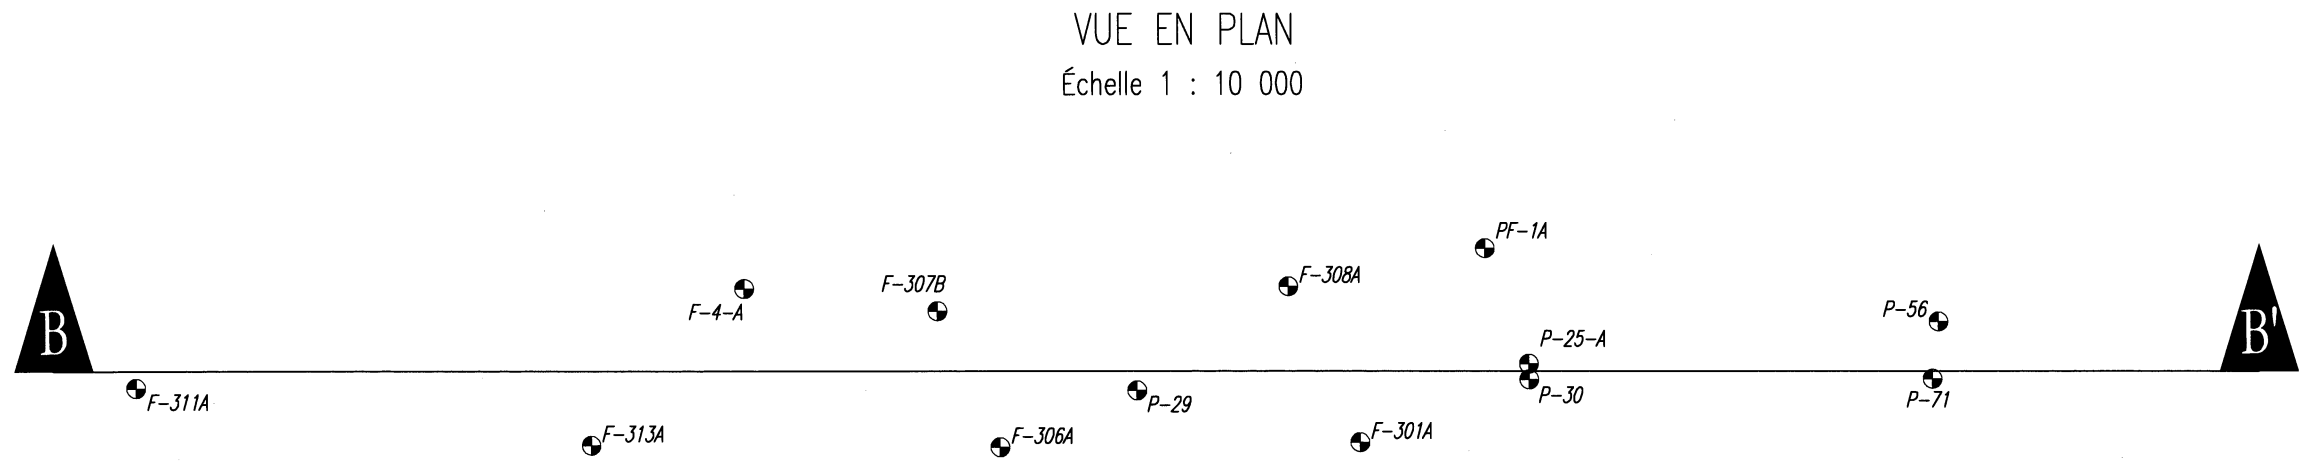 VUE EN PLAN
Échelle 1 : 10 000
PF-1A
F-308A
F-307B
F-4-A
P-56
B
B'
P-25-A
P-30
P-71
F-311A
P-29
F-313A
F-306A
F-301A